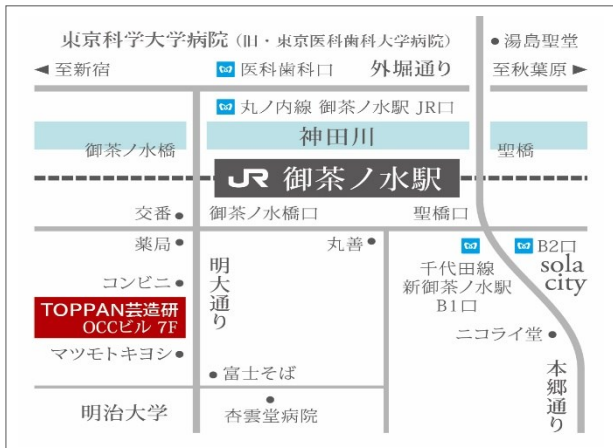 東京科学大学病院（旧・東京医科歯科大学病院）
●湯島聖堂
◀至新宿
医科歯科口
外堀通り
至秋葉原▶
丸ノ内線 御茶ノ水駅 JR口
神田川
御茶ノ水橋
聖橋
JR 御茶ノ水駅
交番●
御茶ノ水橋口
聖橋口
薬局●
丸善●
B2口
sola
city
明大通り
千代田線
新御茶ノ水駅
B1口
コンビニ●
TOPPAN芸造研
OCCビル 7F
ニコライ堂●
マツモトキヨシ●
●富士そば
本郷通り
明治大学
杏雲堂病院